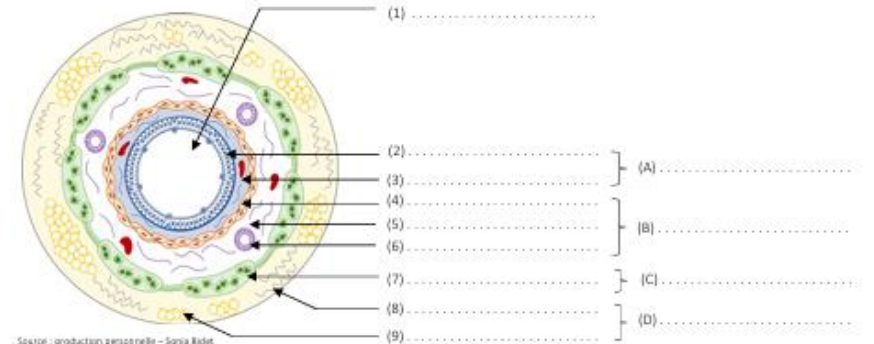 (1) . . . . . . . . . . . . . . . . . . . . . . . . . . . . . .
(2) . . . . . . . . . . . . . . . . . . . . . . . . . . . . . .
(3) . . . . . . . . . . . . . . . . . . . . . . . . . . . . . .
(A) . . . . . . . . . . . . . . . . . . . . . . . . . . . . . .
(4) . . . . . . . . . . . . . . . . . . . . . . . . . . . . . .
(5) . . . . . . . . . . . . . . . . . . . . . . . . . . . . . .
(6) . . . . . . . . . . . . . . . . . . . . . . . . . . . . . .
(B) . . . . . . . . . . . . . . . . . . . . . . . . . . . . . .
(7) . . . . . . . . . . . . . . . . . . . . . . . . . . . . . .
(C) . . . . . . . . . . . . . . . . . . . . . . . . . . . . . .
(8) . . . . . . . . . . . . . . . . . . . . . . . . . . . . . .
(9) . . . . . . . . . . . . . . . . . . . . . . . . . . . . . .
(D) . . . . . . . . . . . . . . . . . . . . . . . . . . . . . .
Source : production personnelle – Sonia Bidet